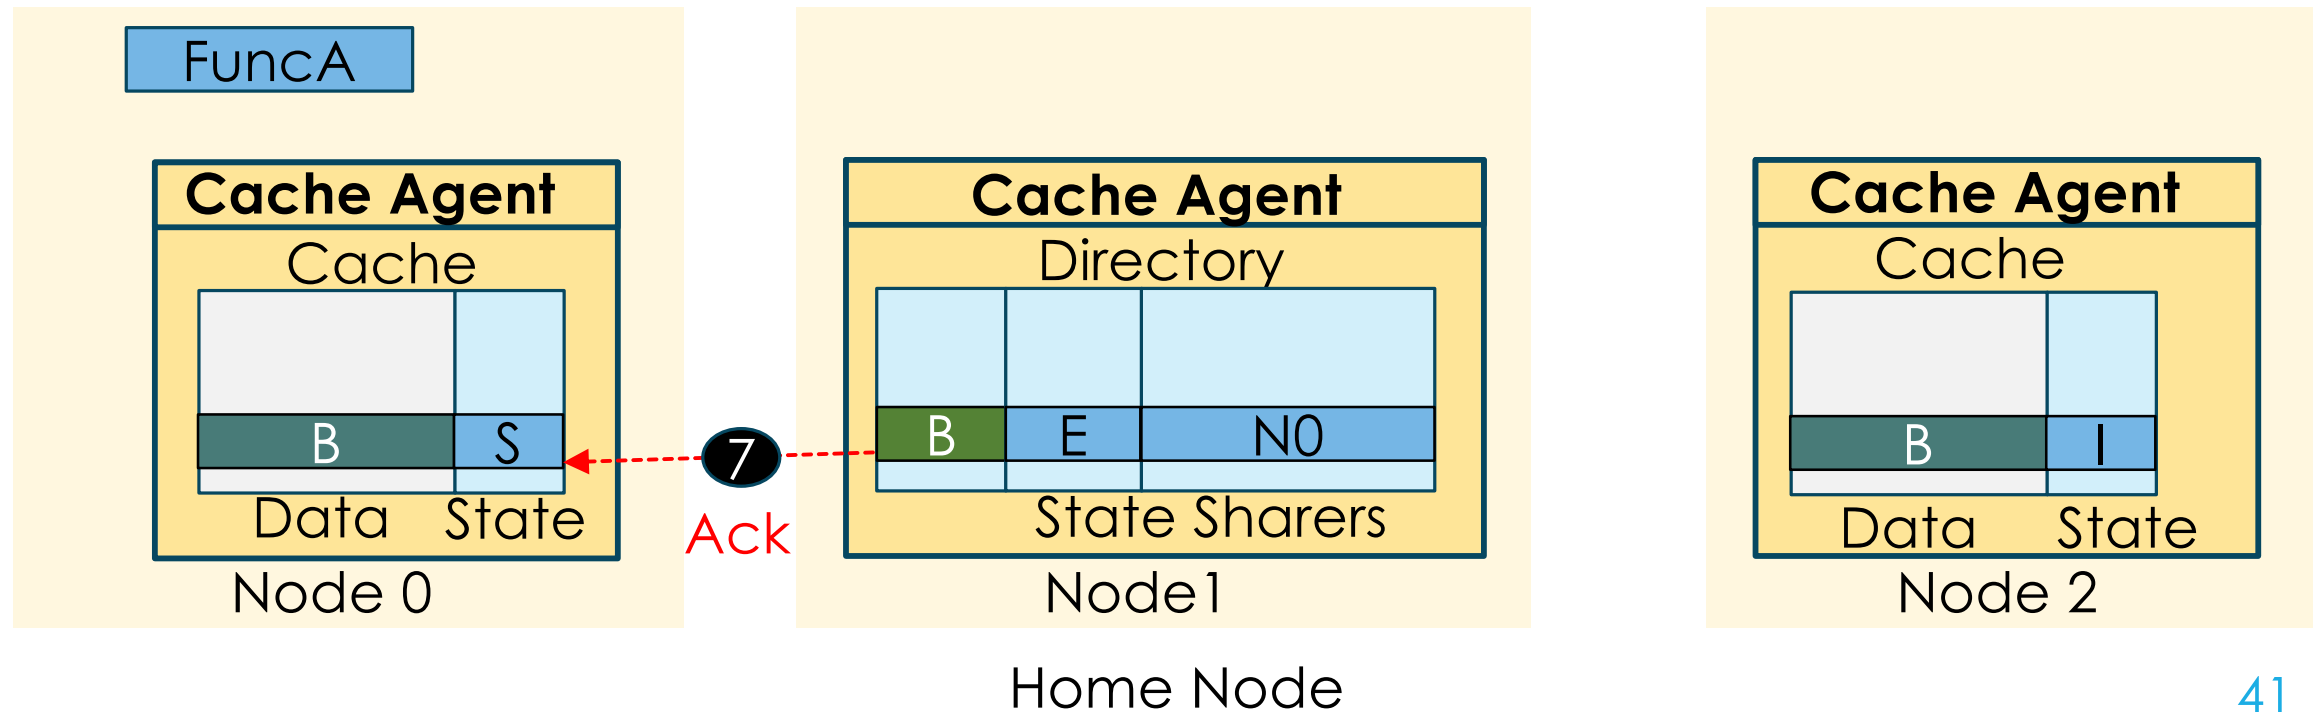 FuncA
Cache Agent
Cache
B S
Data State
Node 0
7
Ack
Cache Agent
Directory
B E N0
State Sharers
Node1
Home Node
Cache Agent
Cache
B I
Data State
Node 2
41